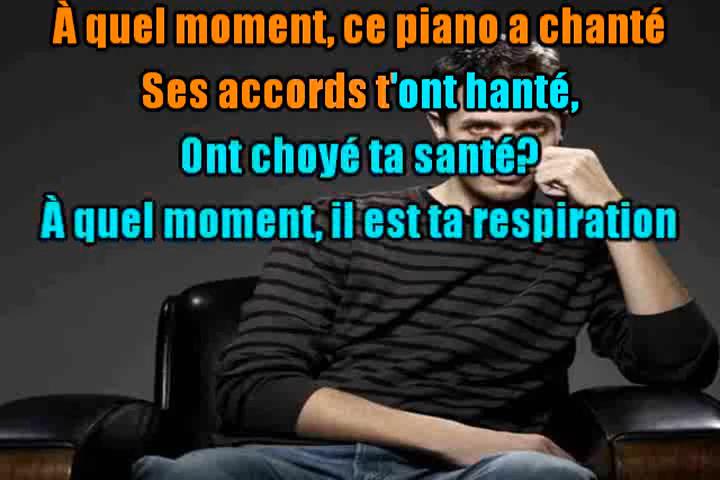 À quel moment, ce piano a chanté
Ses accords t'ont hanté,
Ont choyé ta santé?
À quel moment, il est ta respiration